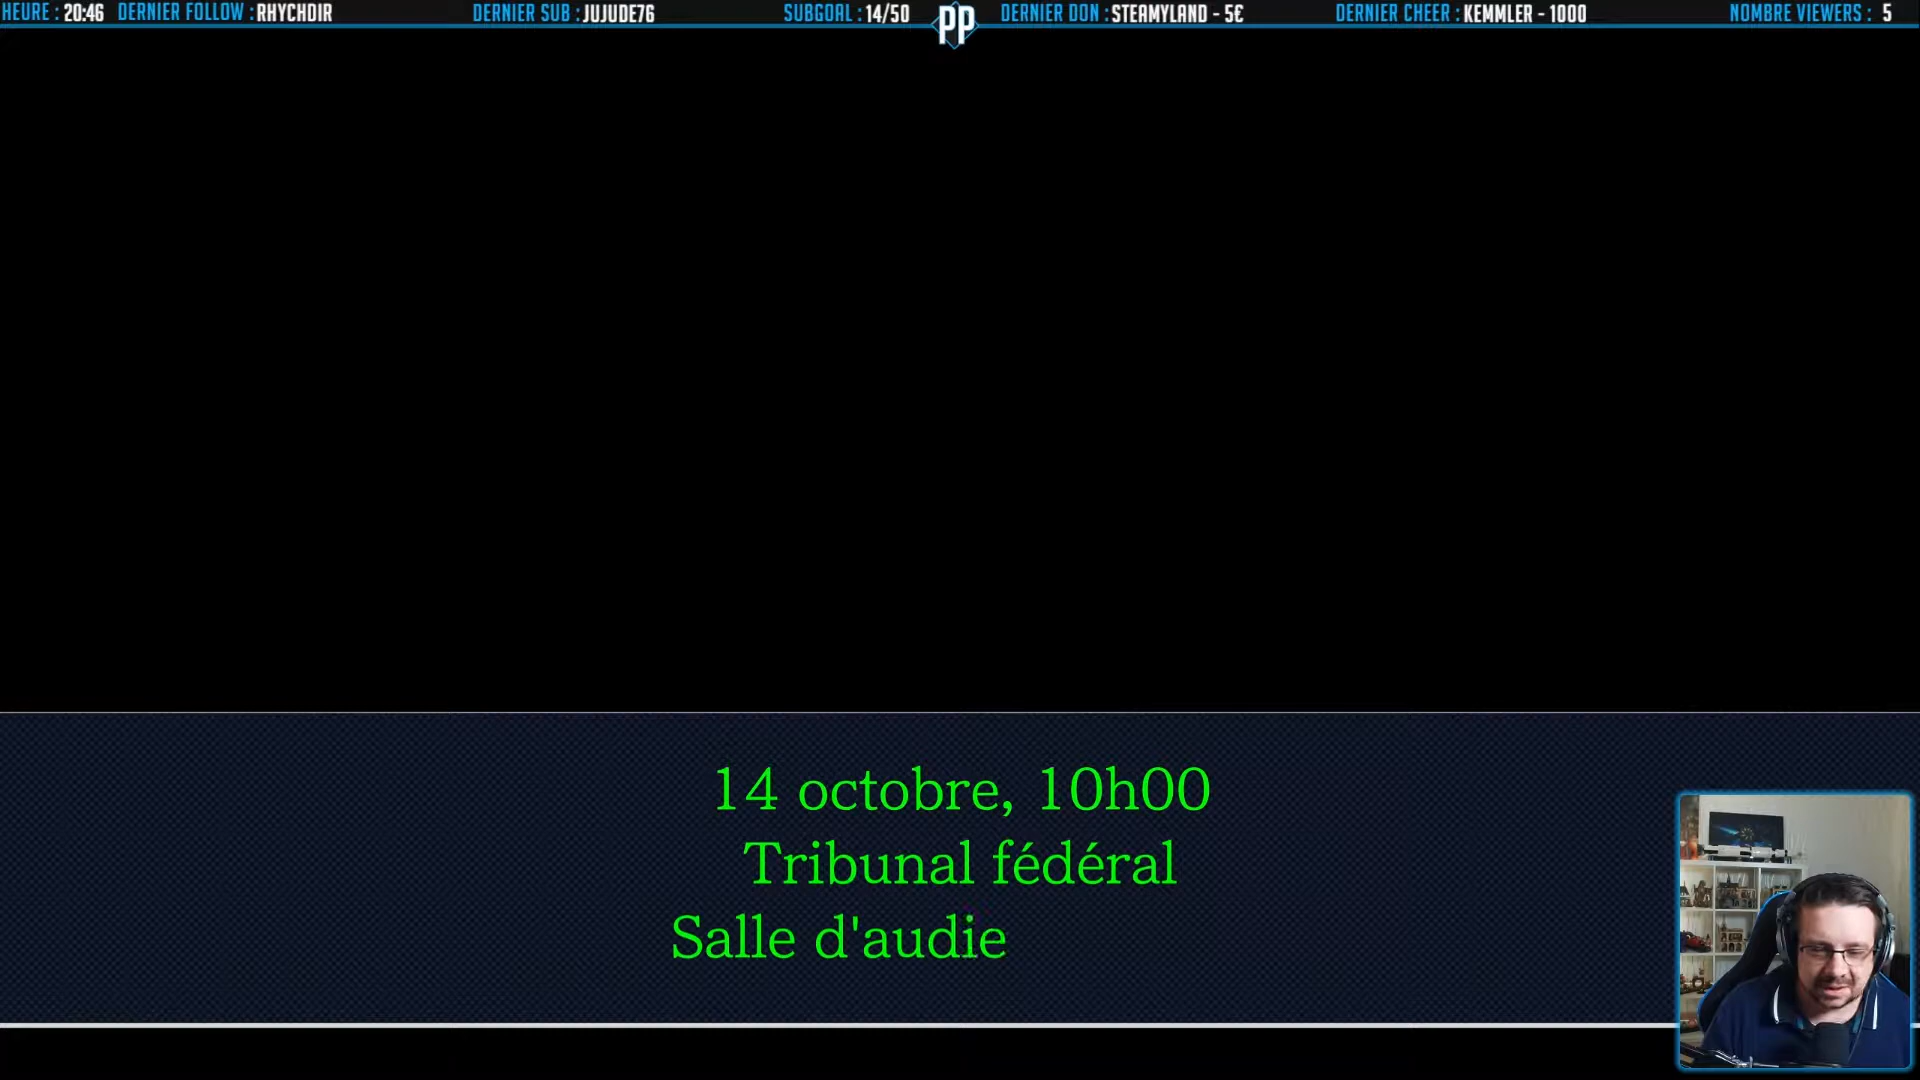 HEURE : 20:46 DERNIER FOLLOW : RHYCHDIR DERNIER SUB : JUJUDE76 SUBGOAL : 14/50 PP DERNIER DON : STEAMYLAND - 5€ DERNIER CHEER : KEMMLER - 1000 NOMBRE VIEWERS : 5
14 octobre, 10h00
Tribunal fédéral
Salle d'audie